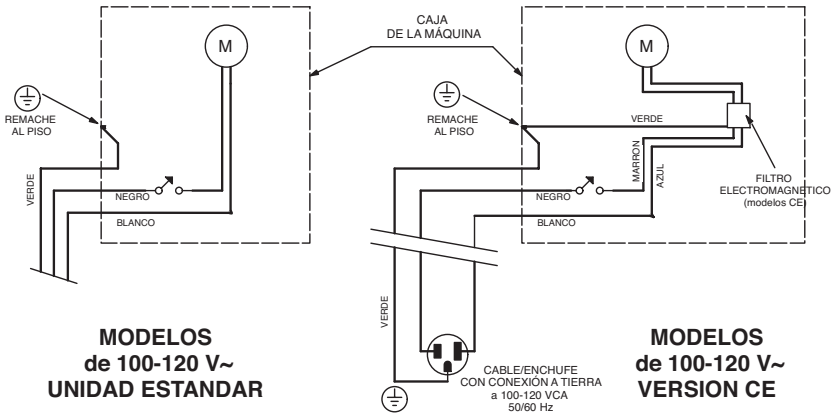 M
CAJA
DE LA MÁQUINA
M
REMACHE
AL PISO
REMACHE
AL PISO
VERDE
VERDE
NEGRO
BLANCO
MARRON
AZUL
NEGRO
BLANCO
FILTRO
ELECTROMAGNETICO
(modelos CE)
VERDE
MODELOS
de 100-120 V~
UNIDAD ESTANDAR
CABLE/ENCHUFE
CON CONEXIÓN A TIERRA
a 100-120 VCA
50/60 Hz
MODELOS
de 100-120 V~
VERSION CE